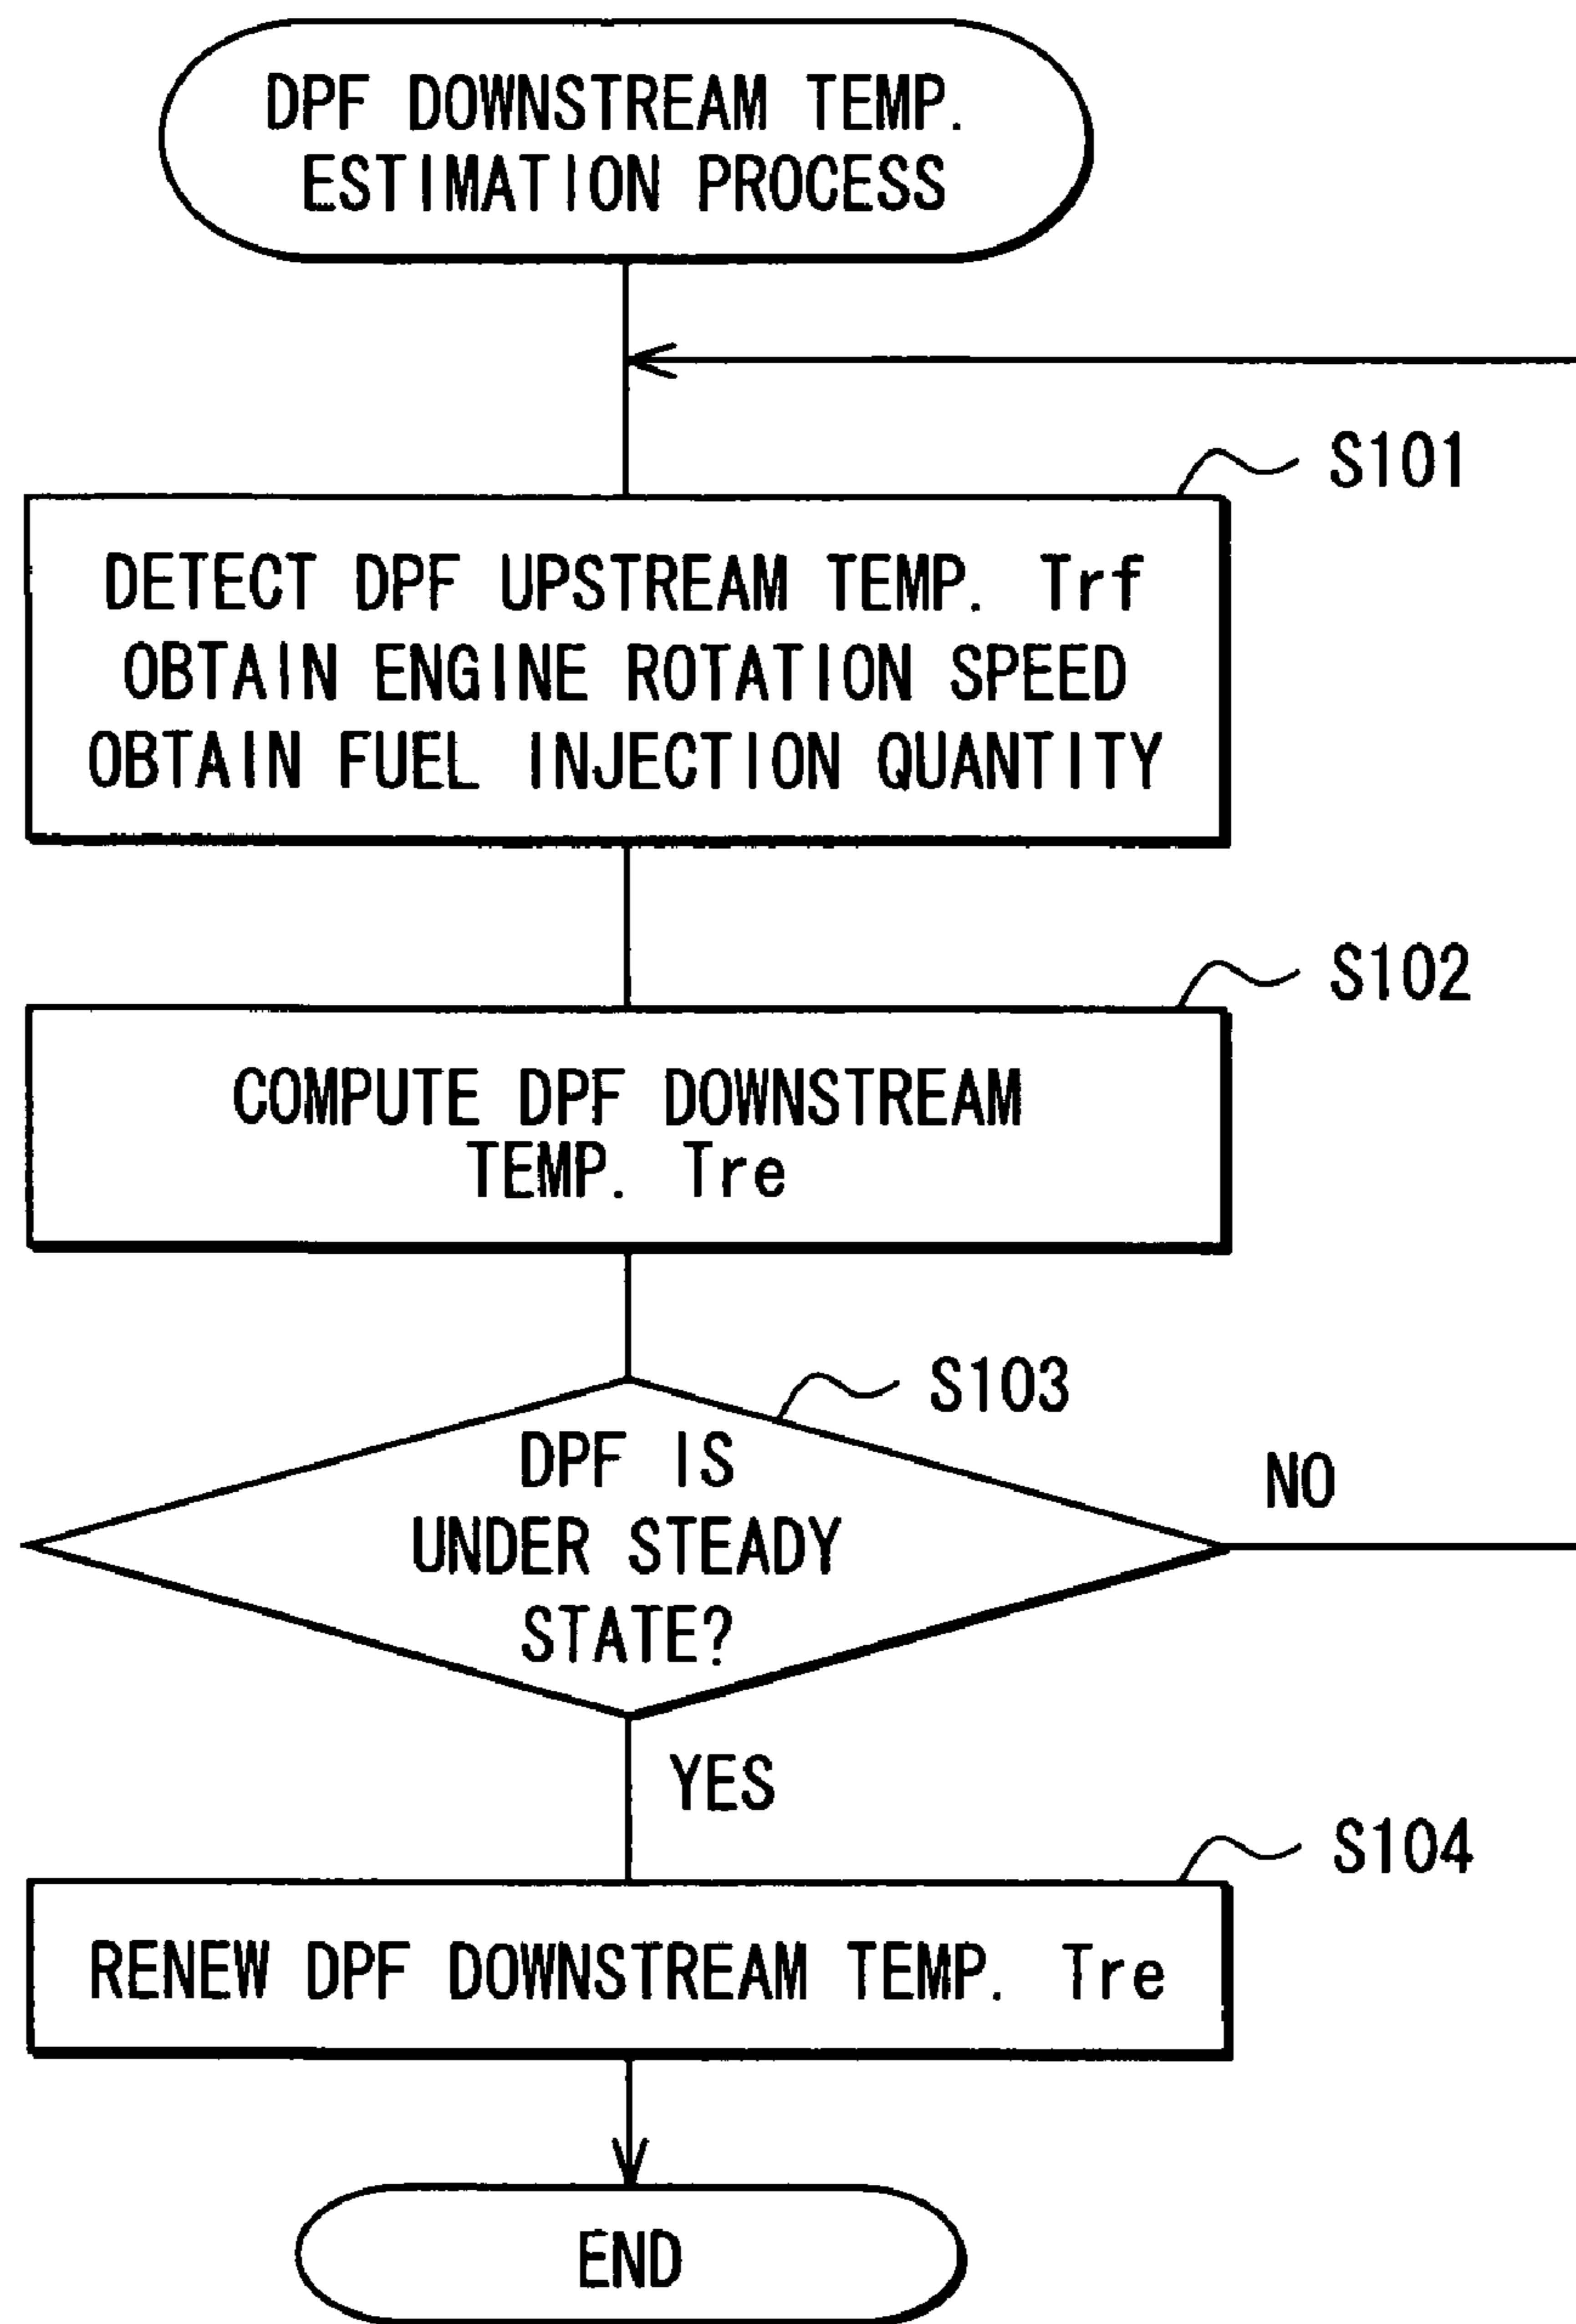 DPF DOWNSTREAM TEMP.
ESTIMATION PROCESS
S101
DETECT DPF UPSTREAM TEMP. Trf
OBTAIN ENGINE ROTATION SPEED
OBTAIN FUEL INJECTION QUANTITY
S102
COMPUTE DPF DOWNSTREAM
TEMP. Tre
S103
DPF IS
UNDER STEADY
STATE?
NO
YES
S104
RENEW DPF DOWNSTREAM TEMP. Tre
END